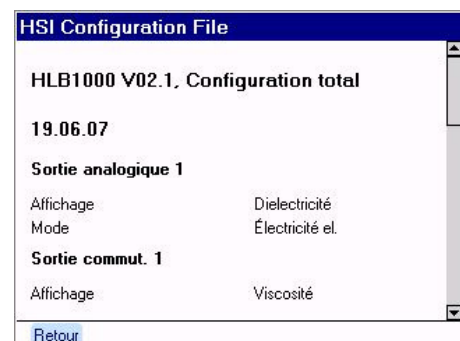 HSI Configuration File
HLB1000 V02.1, Configuration total
19.06.07
Sortie analogique 1
Affichage Dielectricité
Mode Électricité el.
Sortie commut. 1
Affichage Viscosité
Retour